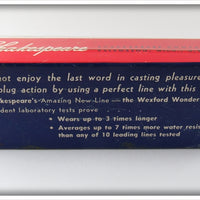 Shakespeare
not enjoy the last word in casting pleasure
plug action by using a perfect line with this
kespeare's Amazing New Line — the Wexford Wonder
dent laboratory tests prove
• Wears up to 3 times longer
• Averages up to 7 times more water resis
than any of 10 leading lines tested